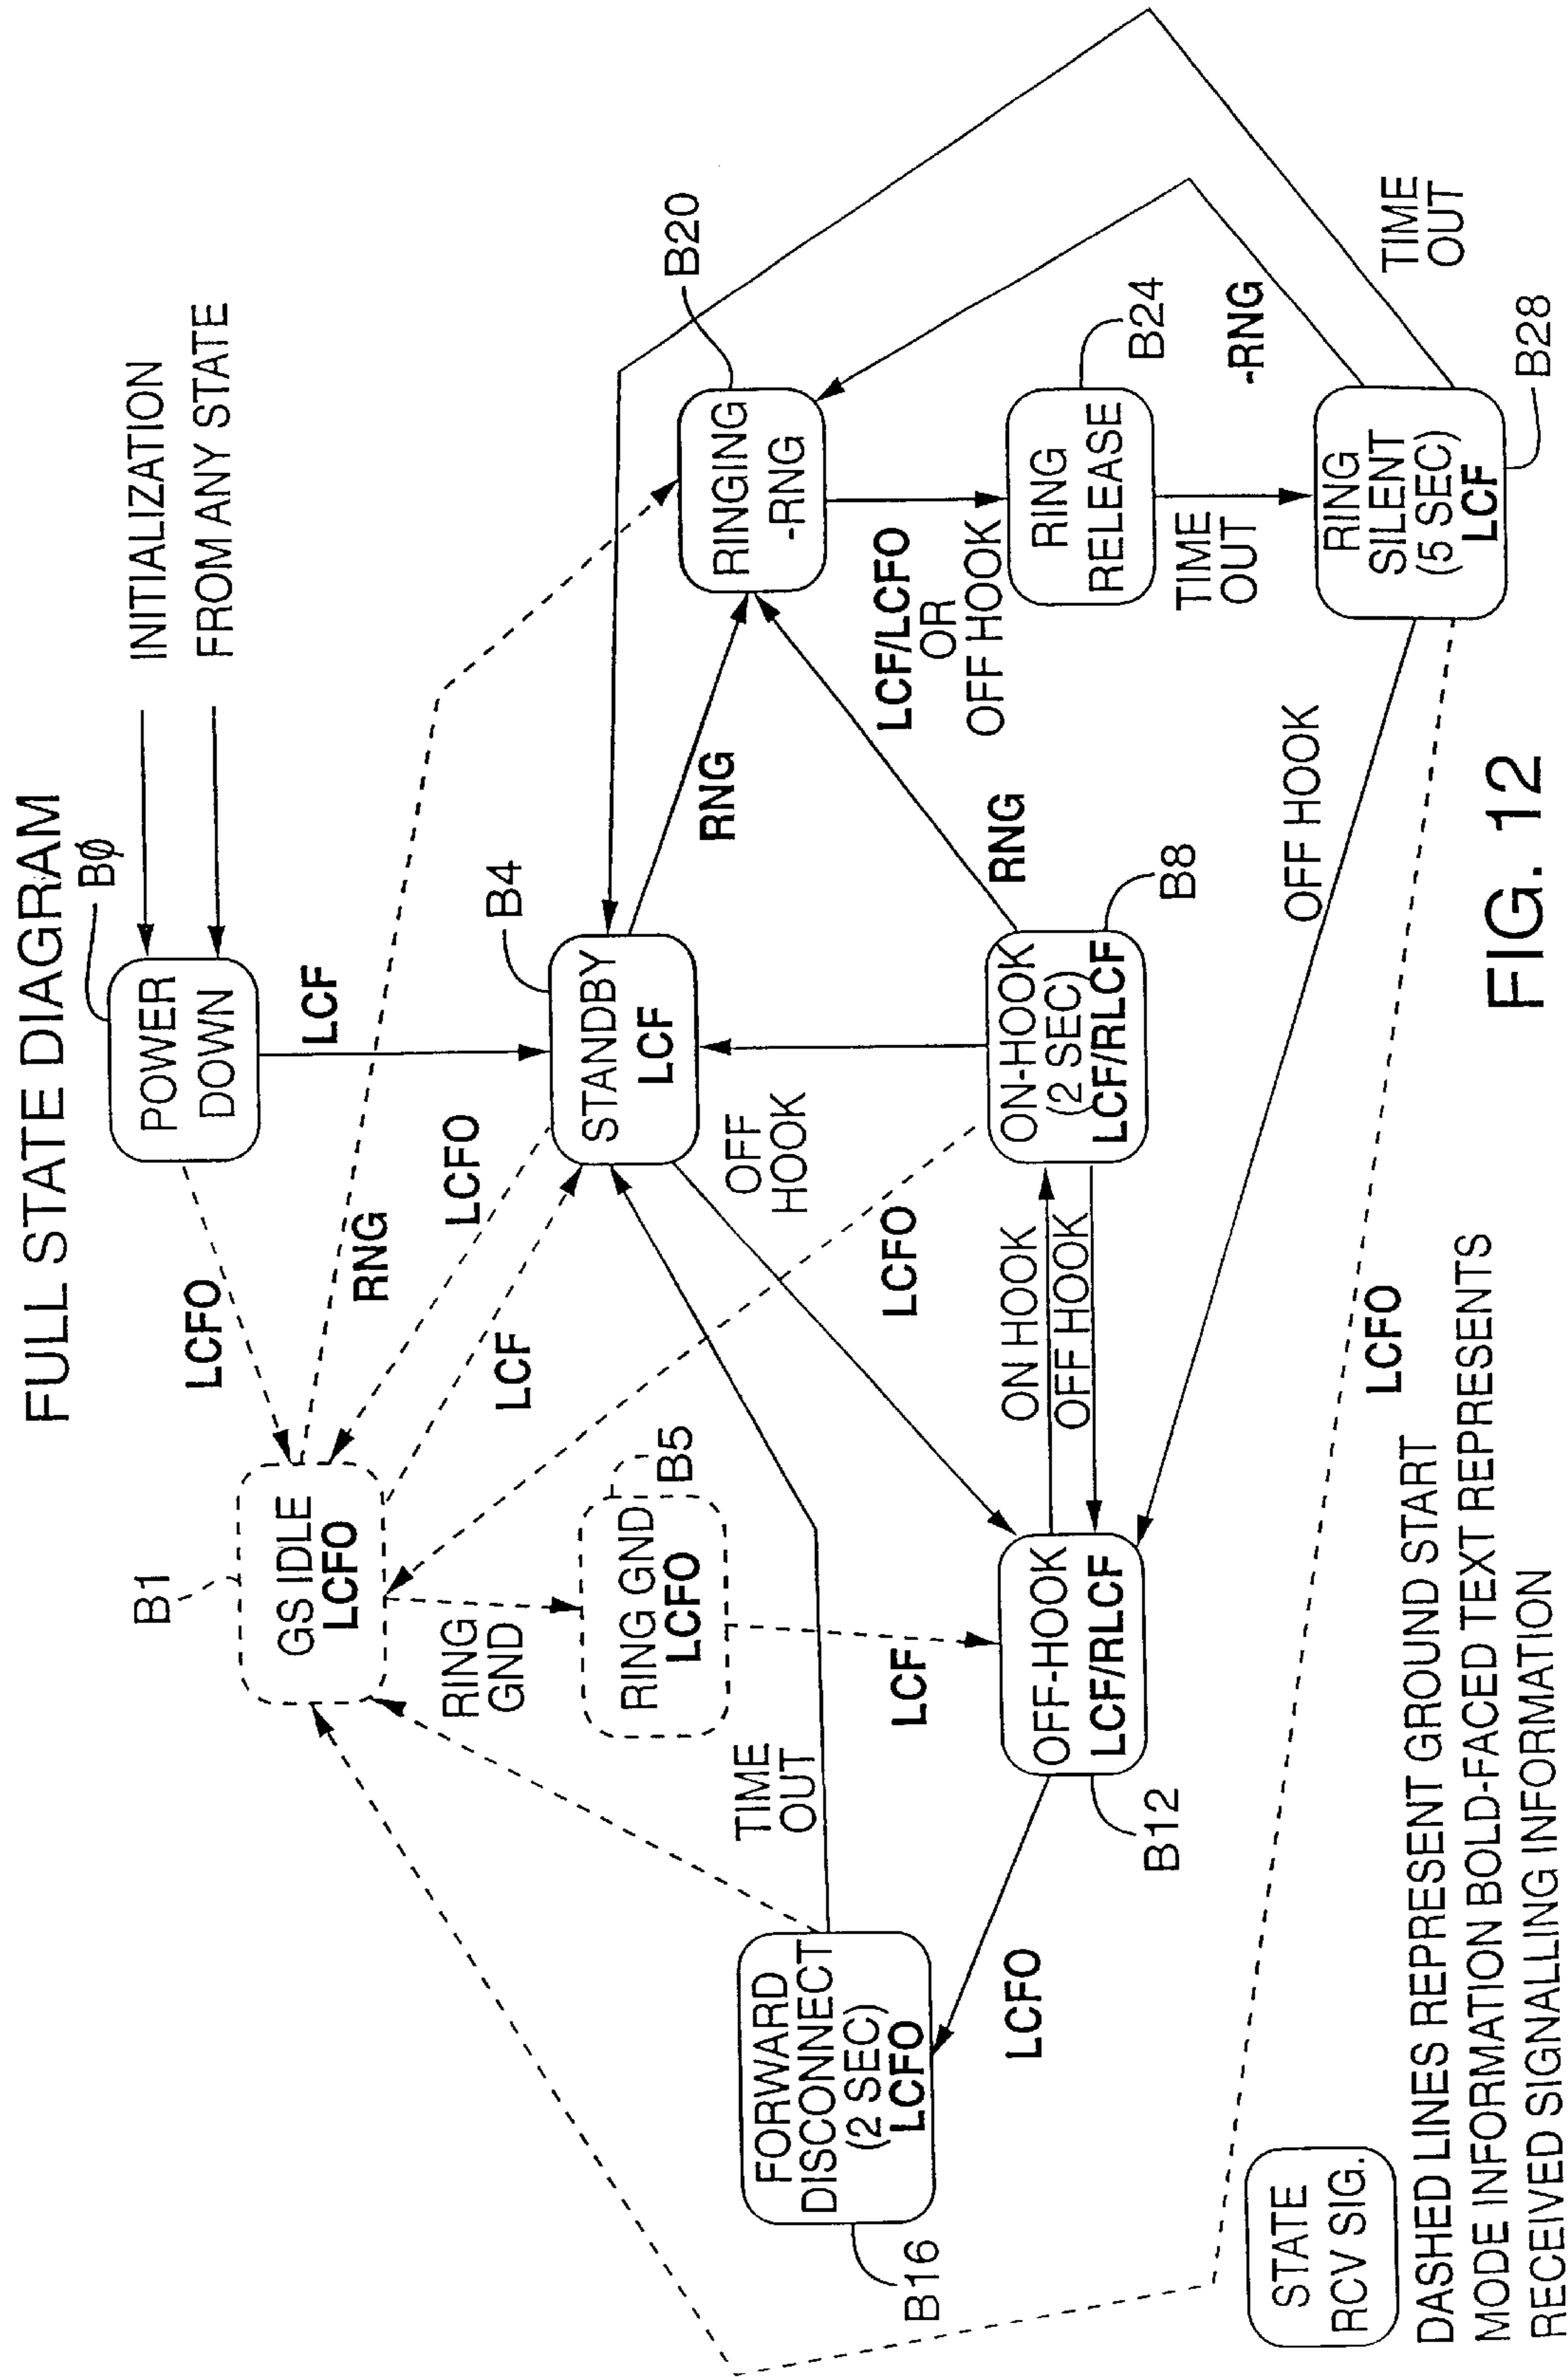 FULL STATE DIAGRAM
BØ
INITIALIZATION
FROM ANY STATE
POWER
DOWN
LCF
LCFO
B1
GS IDLE
LCFO
RNG
LCFO
LCF
B4
STANDBY
LCF
B20
RINGING
-RNG
RNG
RING
GND
RING GND
LCFO
B5
OFF
HOOK
LCFO
LCF/LCFO
OR
OFF HOOK
RING
RELEASE
B24
-RNG
TIME
OUT
TIME
OUT
LCF
ON HOOK
OFF HOOK
ON-HOOK
(2 SEC)
LCF/RLCF
B8
RNG
TIME
OUT
RING
SILENT
(5 SEC)
LCF
B28
FORWARD
DISCONNECT
(2 SEC)
LCFO
B16
LCFO
OFF-HOOK
LCF/RLCF
B12
OFF HOOK
LCFO
STATE
RCV SIG.
DASHED LINES REPRESENT GROUND START
MODE INFORMATION BOLD-FACED TEXT REPRESENTS
RECEIVED SIGNALLING INFORMATION
FIG. 12